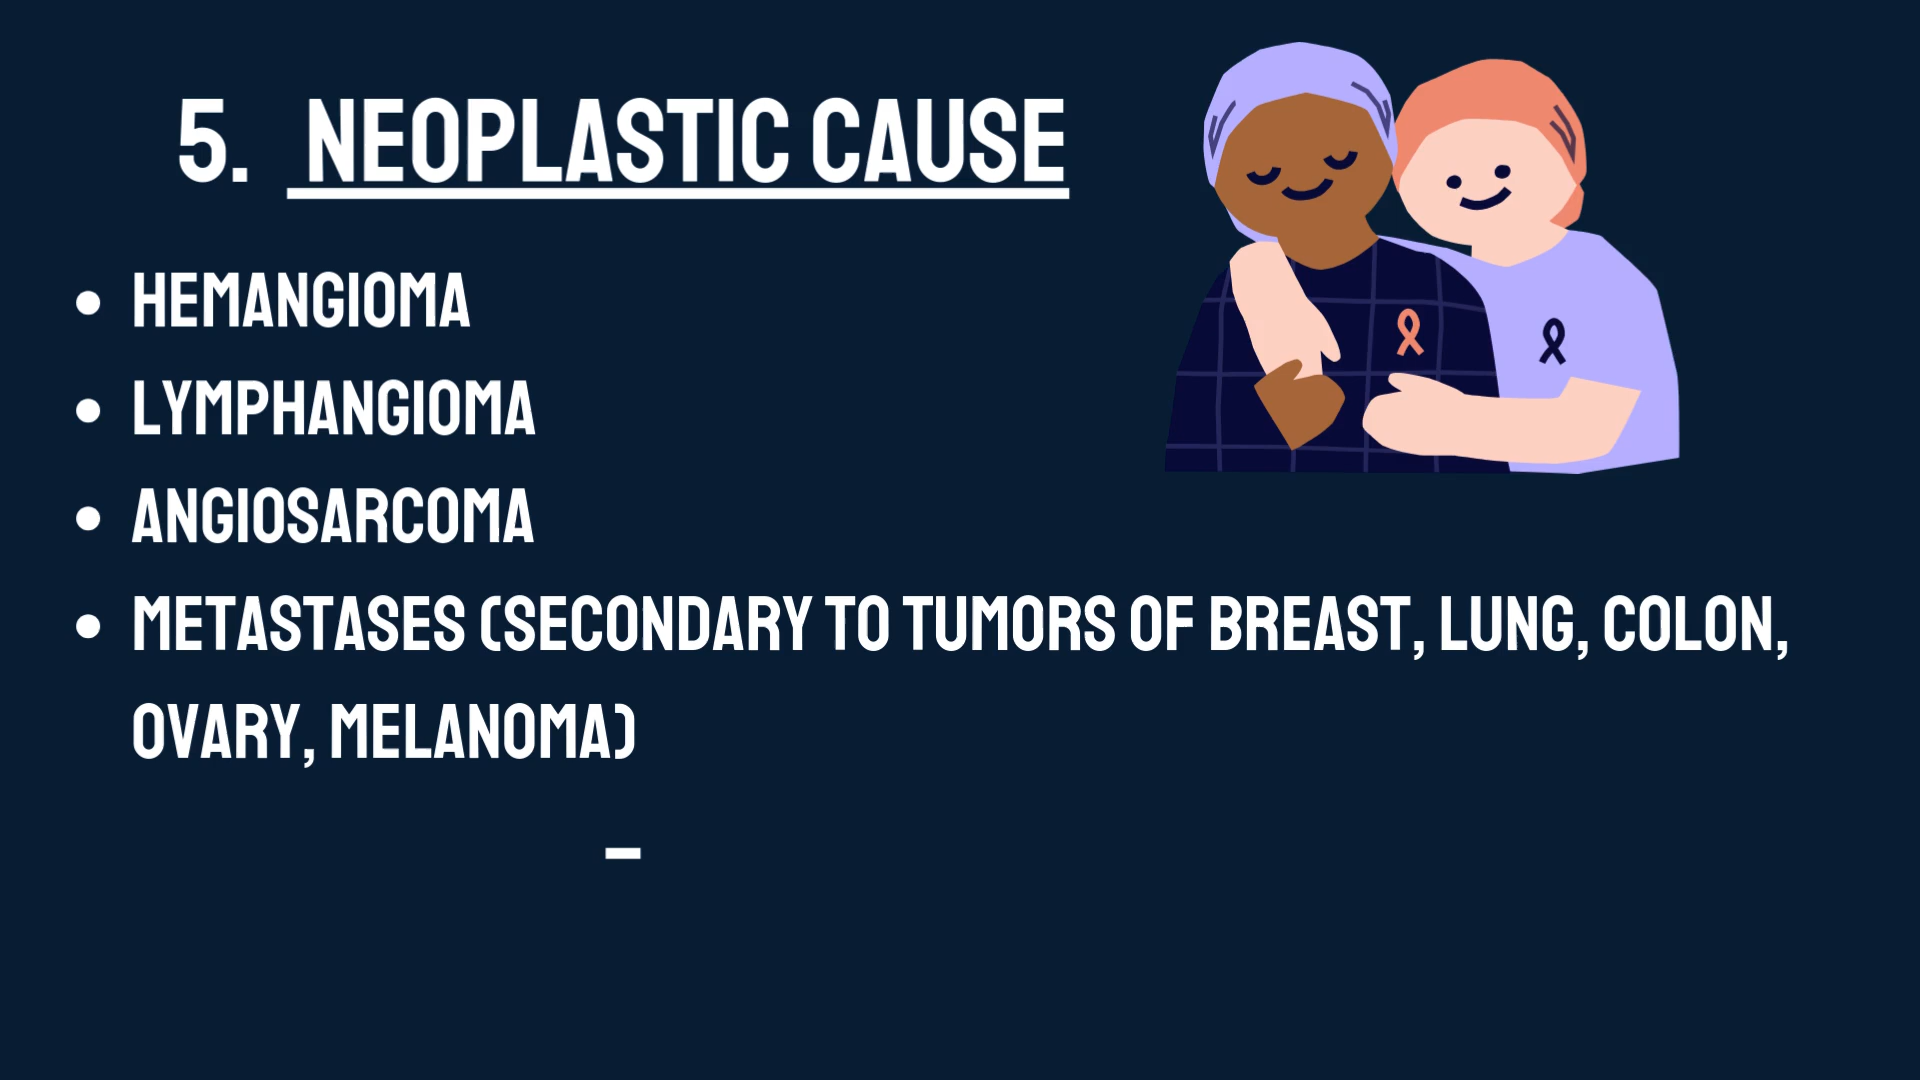 5. NEOPLASTIC CAUSE
• HEMANGIOMA
• LYMPHANGIOMA
• ANGIOSARCOMA
• METASTASES (SECONDARY TO TUMORS OF BREAST, LUNG, COLON,
OVARY, MELANOMA)
-